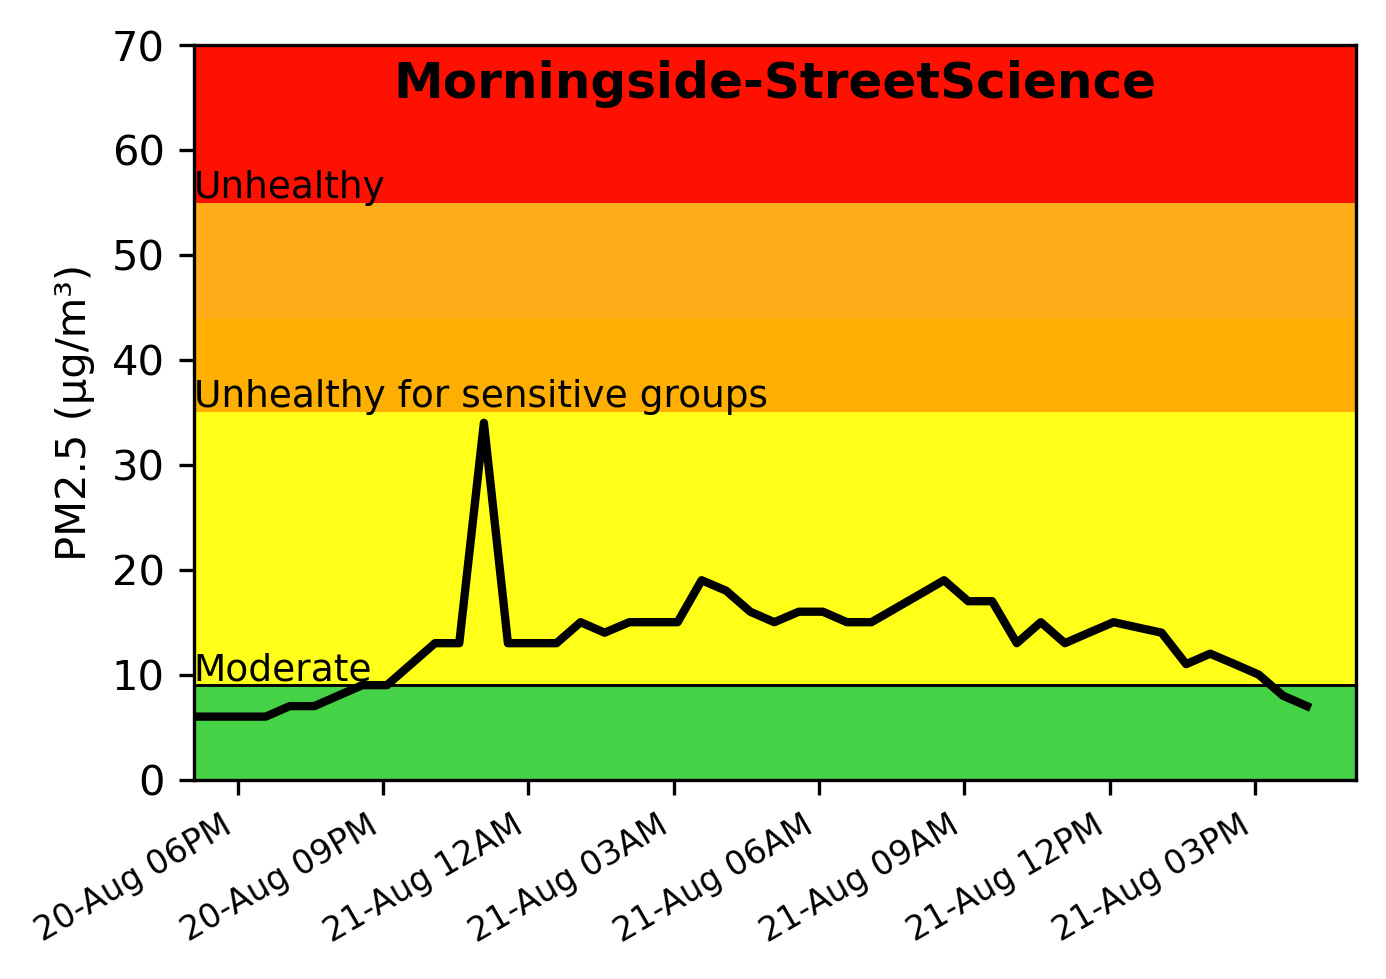 Morningside-StreetScience
70
60
50
40
30
20
10
0
PM2.5 (μg/m³)
Unhealthy
Unhealthy for sensitive groups
Moderate
20-Aug 06PM
20-Aug 09PM
21-Aug 12AM
21-Aug 03AM
21-Aug 06AM
21-Aug 09AM
21-Aug 12PM
21-Aug 03PM